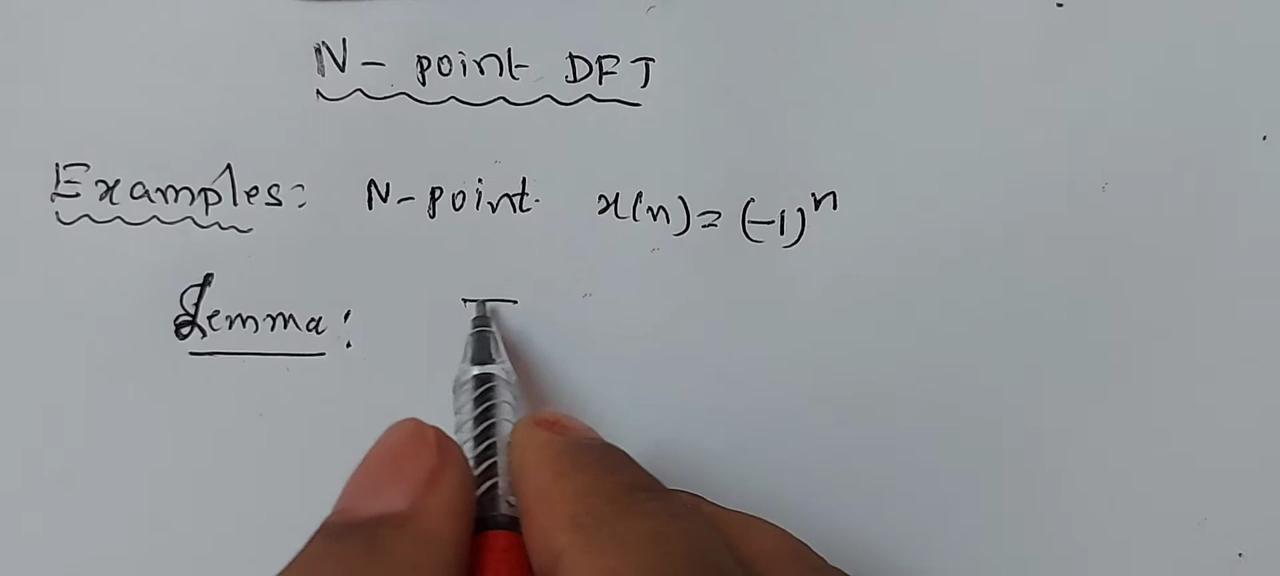 N- point DFT
Examples: N-point. x(n)= (-1)^n
Lemma: